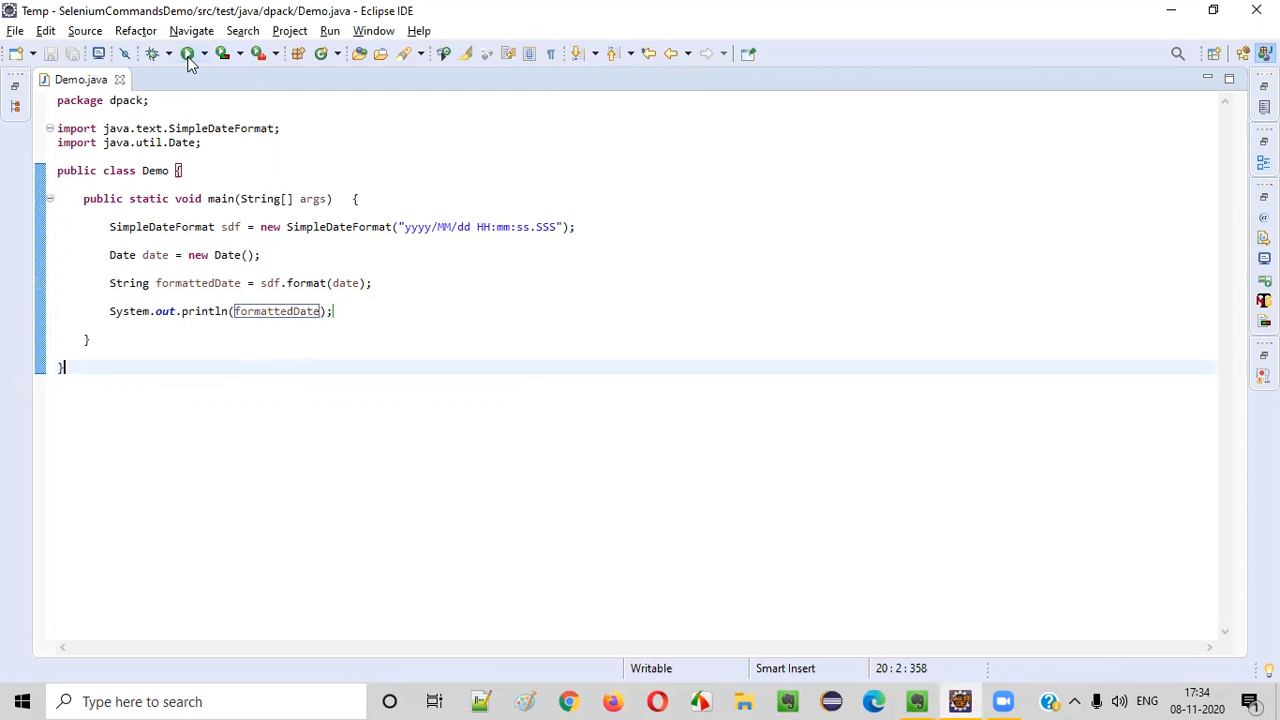 Temp - SeleniumCommandsDemo/src/test/java/dpack/Demo.java - Eclipse IDE
File Edit Source Refactor Navigate Search Project Run Window Help
Demo.java
package dpack;
import java.text.SimpleDateFormat;
import java.util.Date;
public class Demo {
public static void main(String[] args) {
SimpleDateFormat sdf = new SimpleDateFormat("yyyy/MM/dd HH:mm:ss.SSS");
Date date = new Date();
String formattedDate = sdf.format(date);
System.out.println(formattedDate);
}
}
Writable Smart Insert 20 : 2 : 358
Type here to search
ENG
17:34
08-11-2020